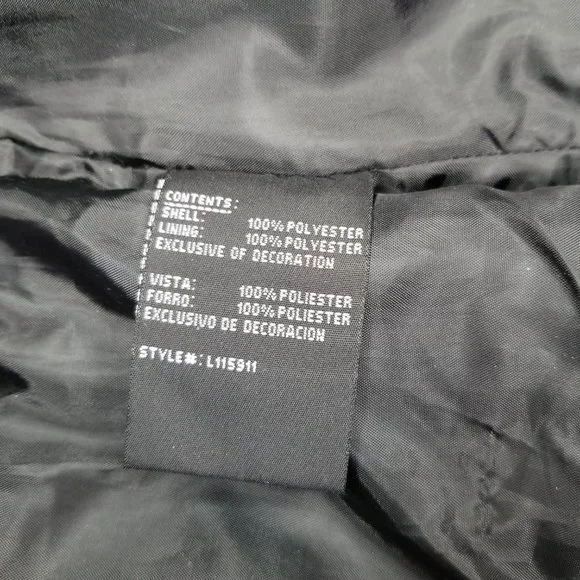 CONTENTS:
SHELL: 100% POLYESTER
LINING: 100% POLYESTER
EXCLUSIVE OF DECORATION
VISTA: 100% POLIESTER
FORRO: 100% POLIESTER
EXCLUSIVO DE DECORACION
STYLE#: L115911